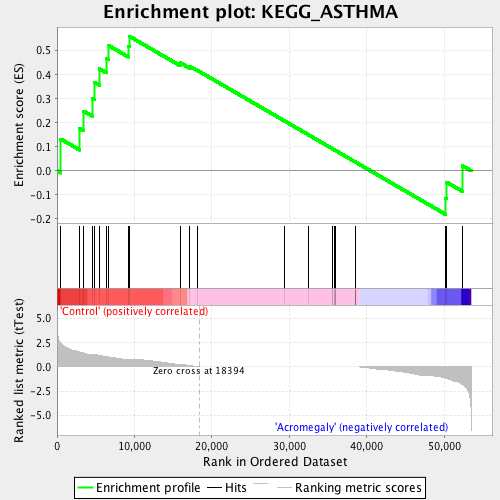 Enrichment plot: KEGG_ASTHMA
Enrichment score (ES)
0.5
0.4
0.3
0.2
0.1
0.0
-0.1
-0.2
'Control' (positively correlated)
Ranked list metric (tTest)
5.0
2.5
0.0
-2.5
-5.0
Zero cross at 18394
'Acromegaly' (negatively correlated)
0 10,000 20,000 30,000 40,000 50,000
Rank in Ordered Dataset
Enrichment profile Hits Ranking metric scores